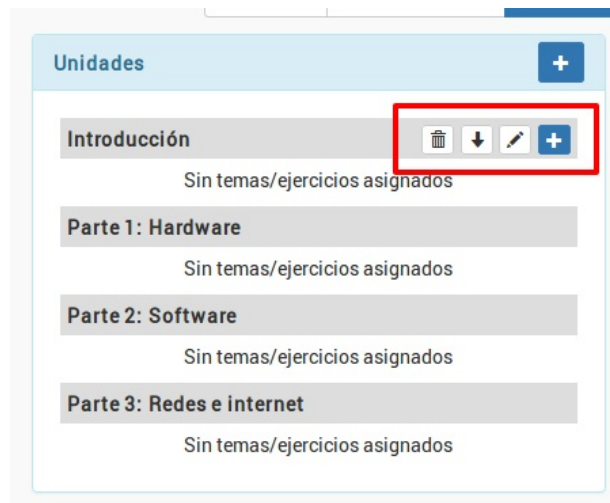 Unidades
Introducción
Sin temas/ejercicios asignados
Parte 1: Hardware
Sin temas/ejercicios asignados
Parte 2: Software
Sin temas/ejercicios asignados
Parte 3: Redes e internet
Sin temas/ejercicios asignados